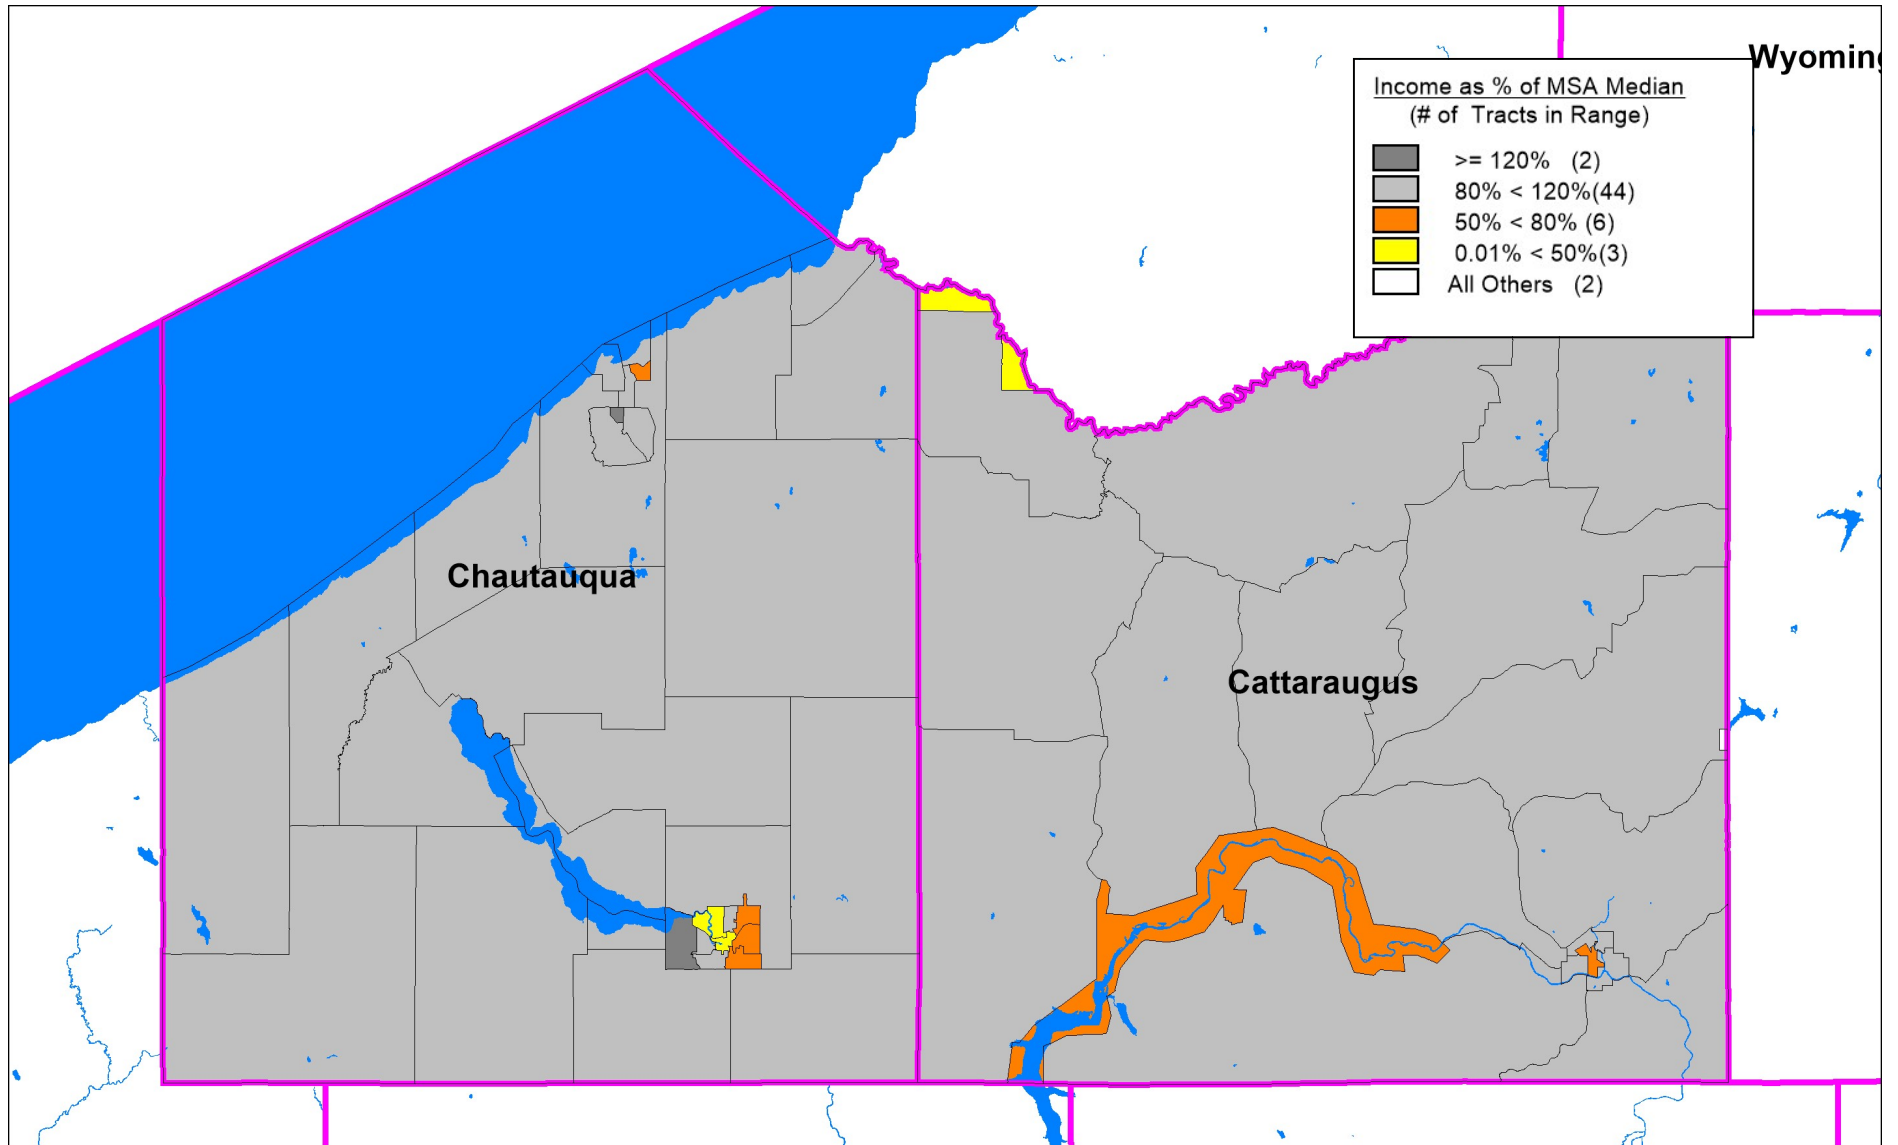 Wyoming
Income as % of MSA Median
(# of Tracts in Range)
>= 120% (2)
80% < 120%(44)
50% < 80% (6)
0.01% < 50%(3)
All Others (2)
Chautauqua
Cattaraugus